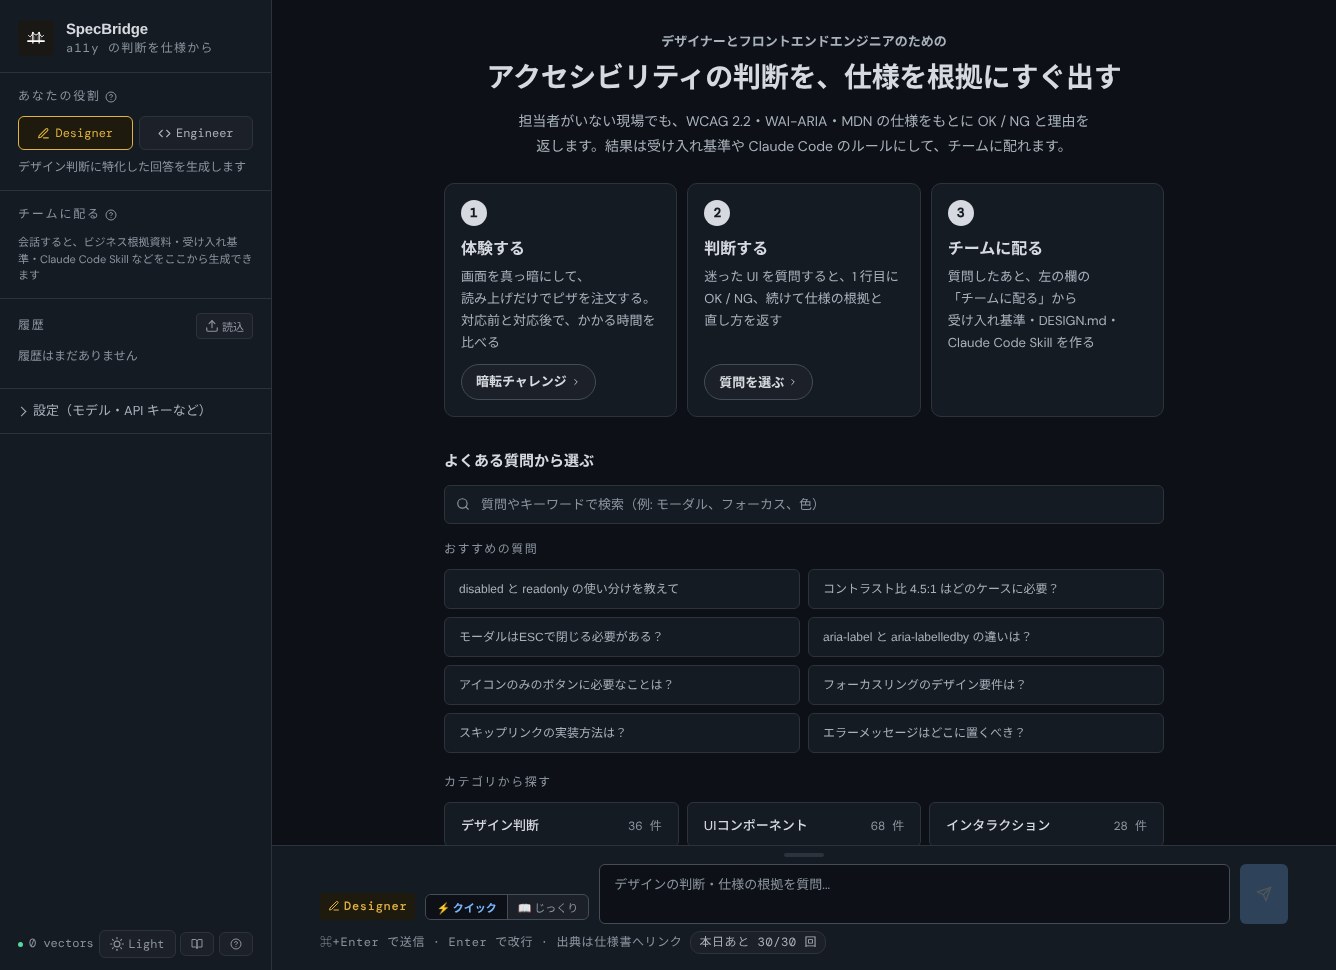 SpecBridge
a11y の判断を仕様から
あなたの役割
Designer
Engineer
デザイン判断に特化した回答を生成します
チームに配る
会話すると、ビジネス根拠資料・受け入れ基
準・Claude Code Skill などをここから生成でき
ます
履歴
読込
履歴はまだありません
設定（モデル・API キーなど）
0 vectors
Light
デザイナーとフロントエンドエンジニアのための
アクセシビリティの判断を、仕様を根拠にすぐ出す
担当者がいない現場でも、WCAG 2.2・WAI-ARIA・MDN の仕様をもとに OK / NG と理由を
返します。結果は受け入れ基準や Claude Code のルールにして、チームに配れます。
1
体験する
画面を真っ暗にして、
読み上げだけでピザを注文する。
対応前と対応後で、かかる時間を
比べる
暗転チャレンジ
2
判断する
迷った UI を質問すると、1 行目に
OK / NG、続けて仕様の根拠と
直し方を返す
質問を選ぶ
3
チームに配る
質問したあと、左の欄の
「チームに配る」から
受け入れ基準・DESIGN.md・
Claude Code Skill を作る
よくある質問から選ぶ
質問やキーワードで検索（例: モーダル、フォーカス、色）
おすすめの質問
disabled と readonly の使い分けを教えて
コントラスト比 4.5:1 はどのケースに必要？
モーダルはESCで閉じる必要がある？
aria-label と aria-labelledby の違いは？
アイコンのみのボタンに必要なことは？
フォーカスリングのデザイン要件は？
スキップリンクの実装方法は？
エラーメッセージはどこに置くべき？
カテゴリから探す
デザイン判断 36 件
UIコンポーネント 68 件
インタラクション 28 件
Designer
⚡ クイック
📖 じっくり
デザインの判断・仕様の根拠を質問…
⌘+Enter で送信 · Enter で改行 · 出典は仕様書へリンク
本日あと 30/30 回